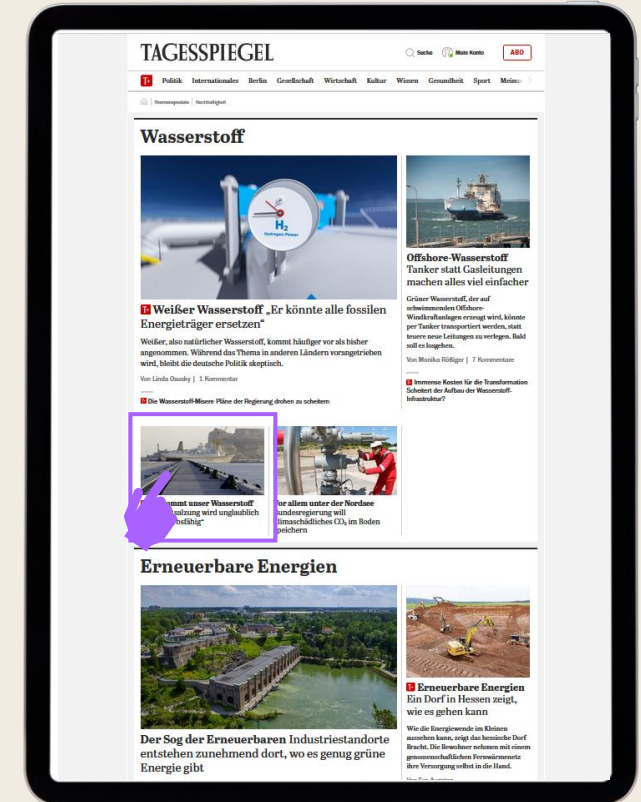 TAGESSPIEGEL
Suche
Mein Konto
ABO
T+ Politik Internationales Berlin Gesellschaft Wirtschaft Kultur Wissen Gesundheit Sport
Themenspeziale | Nachhaltigkeit
Wasserstoff
H₂
Hydrogen Power
T+ Weißer Wasserstoff „Er könnte alle fossilen
Energieträger ersetzen“
Weißer, also natürlicher Wasserstoff, kommt häufiger vor als bisher
angenommen. Während das Thema in anderen Ländern vorangetrieben
wird, bleibt die deutsche Politik skeptisch.
Von Linda Osusky | 1 Kommentar
T+ Die Wasserstoff-Misere Pläne der Regierung drohen zu scheitern
Offshore-Wasserstoff
Tanker statt Gasleitungen
machen alles viel einfacher
Grüner Wasserstoff, der auf
schwimmenden Offshore-
Windkraftanlagen erzeugt wird, könnte
per Tanker transportiert werden, statt
teuere neue Leitungen zu verlegen. Bald
soll es losgehen.
Von Monika Rößiger | 7 Kommentare
T+ Immense Kosten für die Transformation
Scheitert der Aufbau der Wasserstoff-
Infrastruktur?
unser Wasserstoff
wird unglaublich
Vor allem unter der Nordsee
Bundesregierung will
klimaschädliches CO₂ im Boden
speichern
Erneuerbare Energien
Der Sog der Erneuerbaren Industriestandorte
entstehen zunehmend dort, wo es genug grüne
Energie gibt
T+ Erneuerbare Energien
Ein Dorf in Hessen zeigt,
wie es gehen kann
Wie die Energiewende im Kleinen
aussehen kann, zeigt das hessische Dorf
Bracht. Die Bewohner nehmen mit einem
genossenschaftlichen Fernwärmenetz
ihre Versorgung selbst in die Hand.